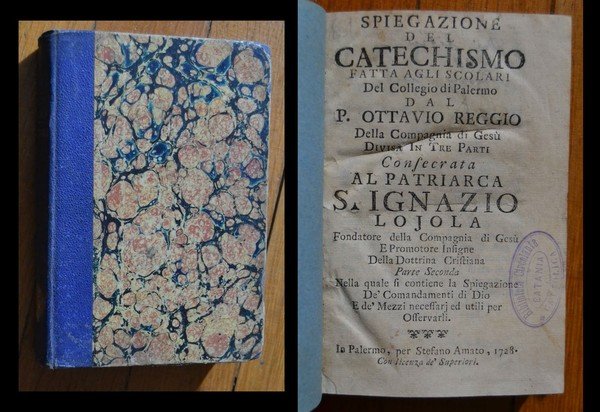 SPIEGAZIONE
DEL
CATECHISMO
FATTA AGLI SCOLARI
Del Collegio di Palermo
DAL
P. OTTAVIO REGGIO
Della Compagnia di Gesù
DIVISA IN TRE PARTI
Consecrata
AL PATRIARCA
S. IGNAZIO
LOJOLA
Fondatore della Compagnia di Gesù
E Promotore Insigne
Della Dottrina Cristiana
Parte Seconda
Nella quale si contiene la Spiegazione
De' Comandamenti di Dio
E de' Mezzi necessarj ed utili per
Osservarli.
In Palermo, per Stefano Amato, 1728.
Con licenza de' Superiori.
CATANIA